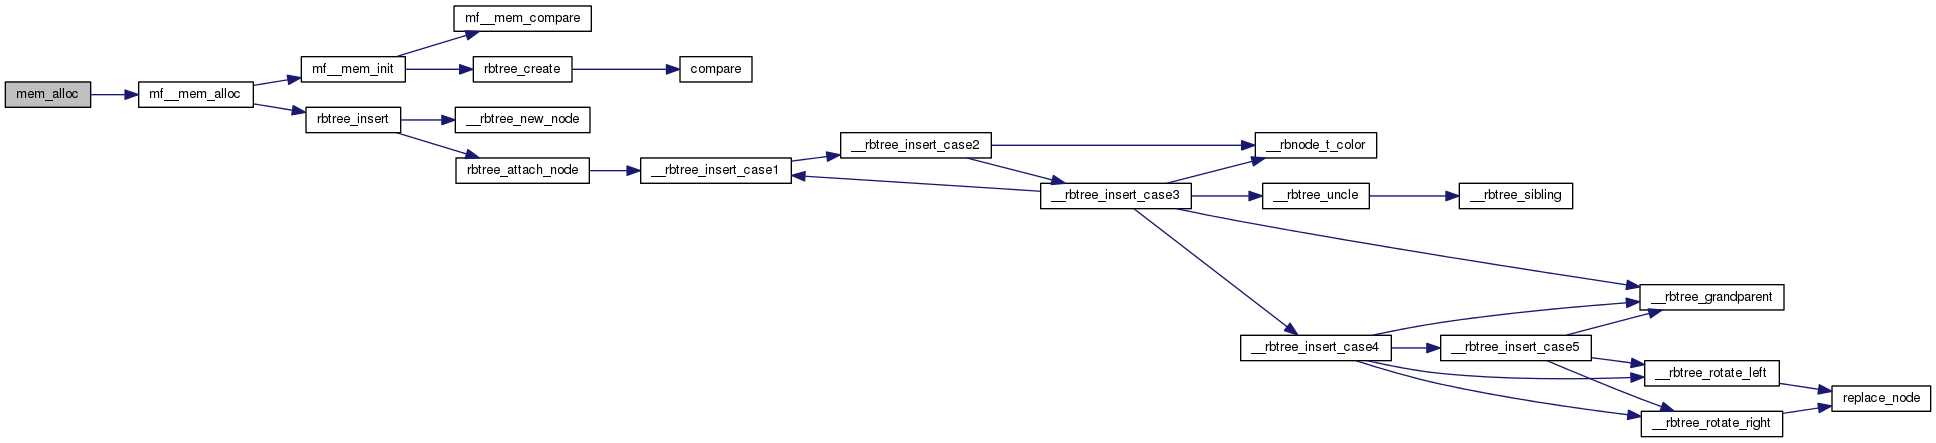 mf__mem_compare
mf__mem_init
rbtree_create
compare
mem_alloc
mf__mem_alloc
rbtree_insert
__rbtree_new_node
__rbtree_insert_case2
__rbnode_t_color
rbtree_attach_node
__rbtree_insert_case1
__rbtree_insert_case3
__rbtree_uncle
__rbtree_sibling
__rbtree_grandparent
__rbtree_insert_case4
__rbtree_insert_case5
__rbtree_rotate_left
replace_node
__rbtree_rotate_right